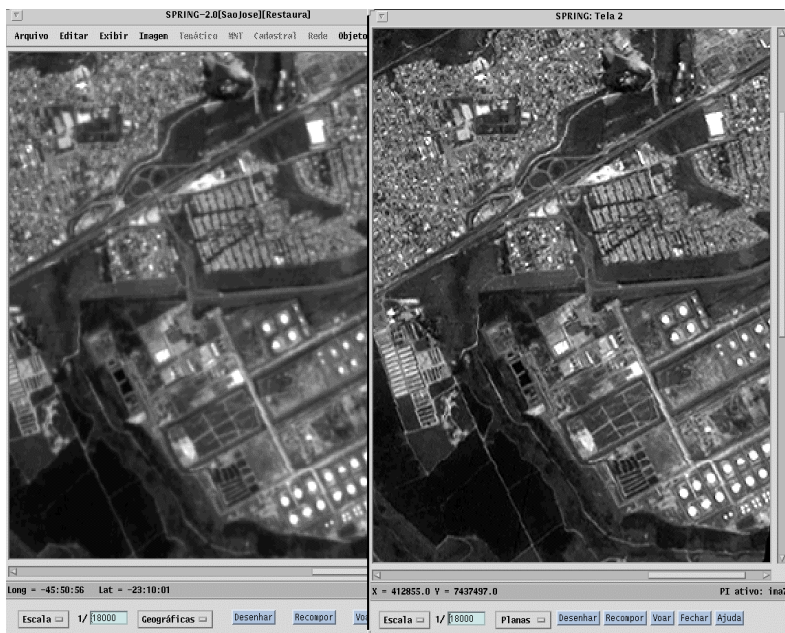 SPRING-2.0[SaoJose][Restaura]
Arquivo Editar Exibir Imagem Temático MNT Cadastral Rede Objeto
Long = -45:50:56 Lat = -23:10:01
Escala 1/ 18000 Geográficas Desenhar Recompor Vo
SPRING: Tela 2
X = 412855.0 Y = 7437497.0 PI ativo: ima
Escala 1/ 18000 Planas Desenhar Recompor Voar Fechar Ajuda